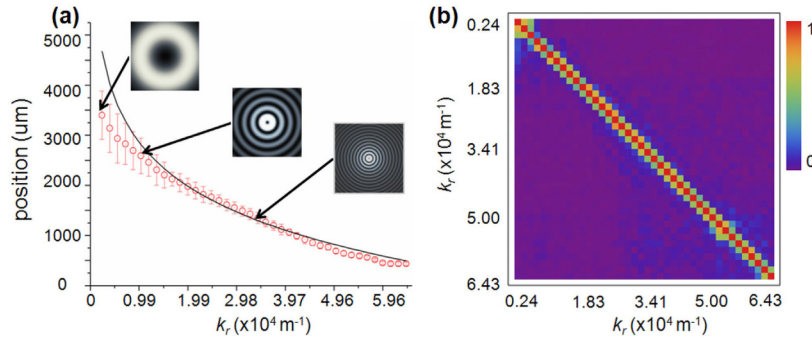 (a)
5000
4000
3000
2000
1000
0
position (um)
0 0.99 1.99 2.98 3.97 4.96 5.96
kᵣ (x10⁴ m⁻¹)
(b)
0.24
1.83
3.41
5.00
6.43
kᵣ (x10⁴ m⁻¹)
0.24 1.83 3.41 5.00 6.43
kᵣ (x10⁴ m⁻¹)
1
0